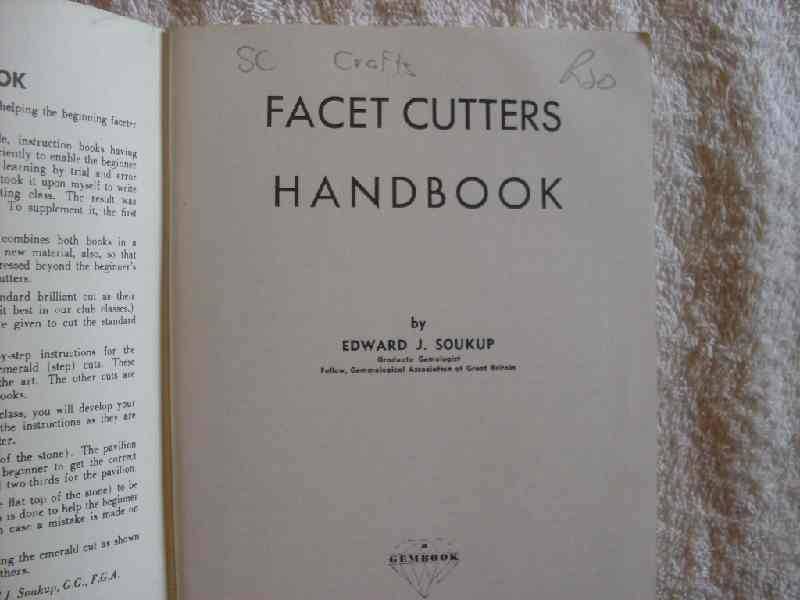 OK
helping the beginning faceter
instruction books having
to enable the beginner
learning by trial and error
took it upon myself to write
ting class. The result was
To supplement it, the first
combines both books in a
new material, also, so that
ressed beyond the beginner's
utters.
ndard brilliant cut as their
it best in our club classes.)
re given to cut the standard
y-step instructions for the
emerald (step) cuts. These
the art. The other cuts are
ooks.
class, you will develop your
the instructions as they are
of the stone). The pavilion
beginner to get the correct
two-thirds for the pavilion.
flat top of the stone) to be
is done to help the beginner
case a mistake is made on
ing the emerald cut as shown
thers.
J. Soukup, G.G., F.G.A.
SC Crafts
FACET CUTTERS
HANDBOOK
by
EDWARD J. SOUKUP
Graduate Gemologist
Fellow, Gemmological Association of Great Britain
a
GEMBOOK